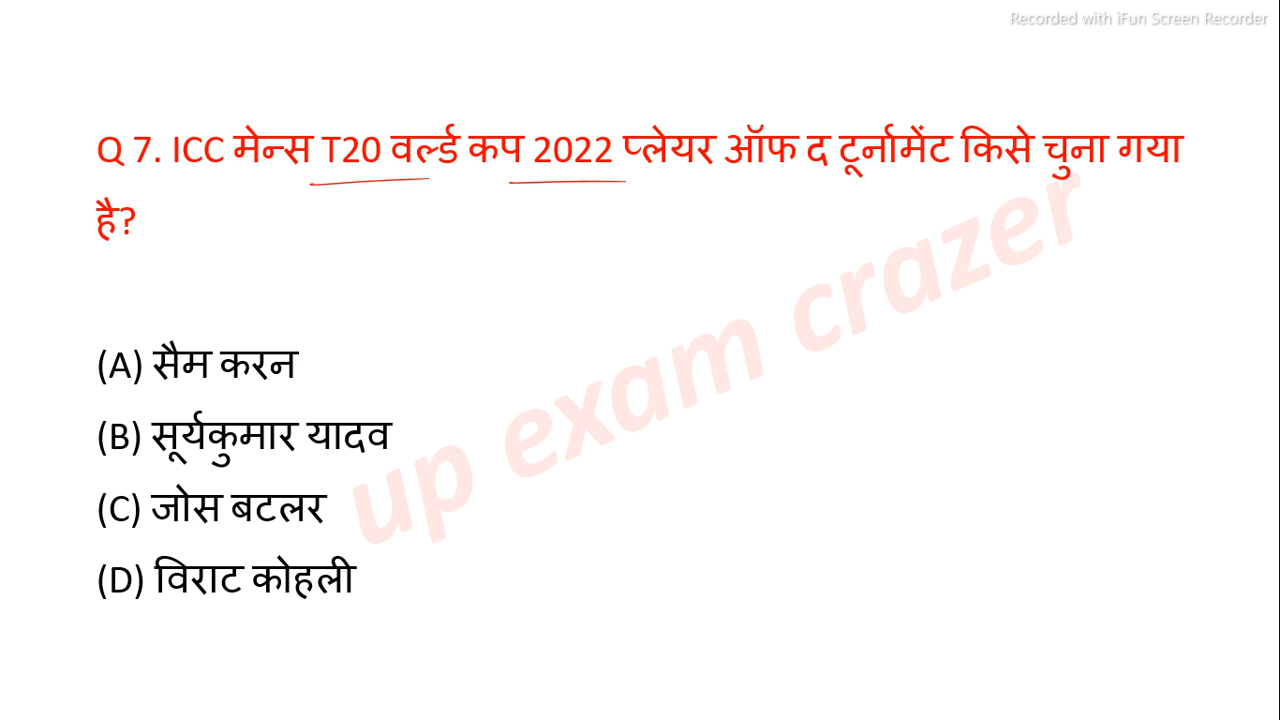 Recorded with iFun Screen Recorder
Q 7. ICC मेन्स T20 वर्ल्ड कप 2022 प्लेयर ऑफ द टूर्नामेंट किसे चुना गया
है?
(A) सैम करन
(B) सूर्यकुमार यादव
(C) जोस बटलर
(D) विराट कोहली
up exam crazer